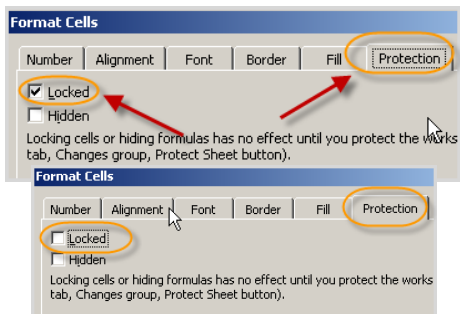 Format Cells
Number Alignment Font Border Fill Protection
Locked
Hidden
Locking cells or hiding formulas has no effect until you protect the works
tab, Changes group, Protect Sheet button).
Format Cells
Number Alignment Font Border Fill Protection
Locked
Hidden
Locking cells or hiding formulas has no effect until you protect the works
tab, Changes group, Protect Sheet button).